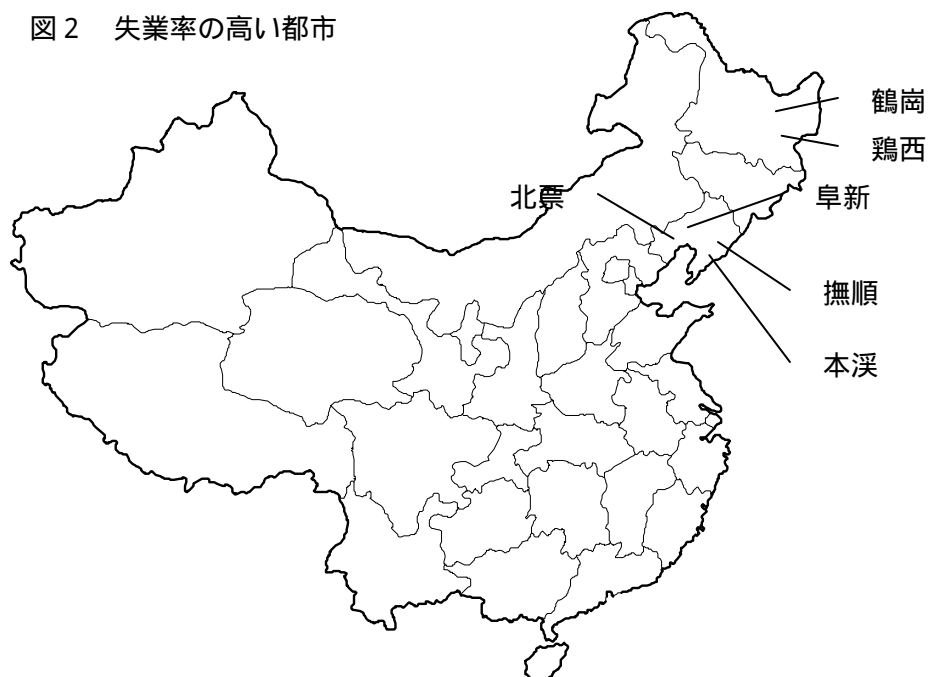 図２　失業率の高い都市
鶴崗
鶏西
北票
阜新
撫順
本渓